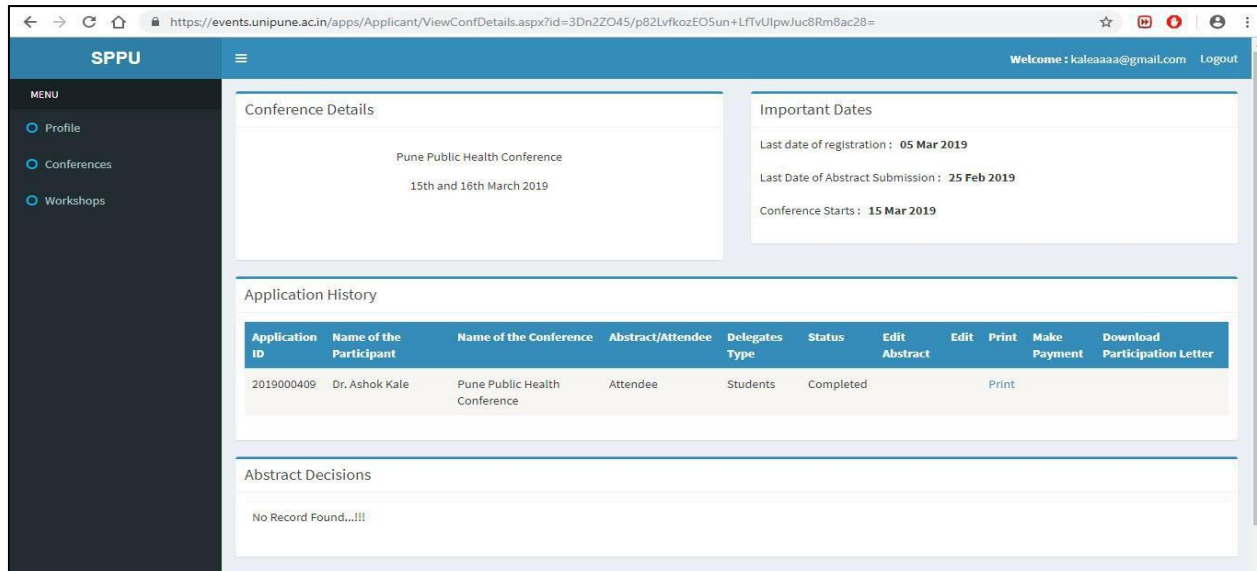 https://events.unipune.ac.in/apps/Applicant/ViewConfDetails.aspx?id=3Dn2ZO45/p82LvfkozEO5un+LfTvUIpwJuc8Rm8ac28=
SPPU
Welcome : kaleaaaa@gmail.com Logout
MENU
Profile
Conferences
Workshops
Conference Details
Pune Public Health Conference
15th and 16th March 2019
Important Dates
Last date of registration : 05 Mar 2019
Last Date of Abstract Submission : 25 Feb 2019
Conference Starts : 15 Mar 2019
Application History
Application Name of the Name of the Conference Abstract/Attendee Delegates Status Edit Edit Print Make Download
ID Participant Type Abstract Payment Participation Letter
2019000409 Dr. Ashok Kale Pune Public Health Attendee Students Completed Print
Conference
Abstract Decisions
No Record Found...!!!